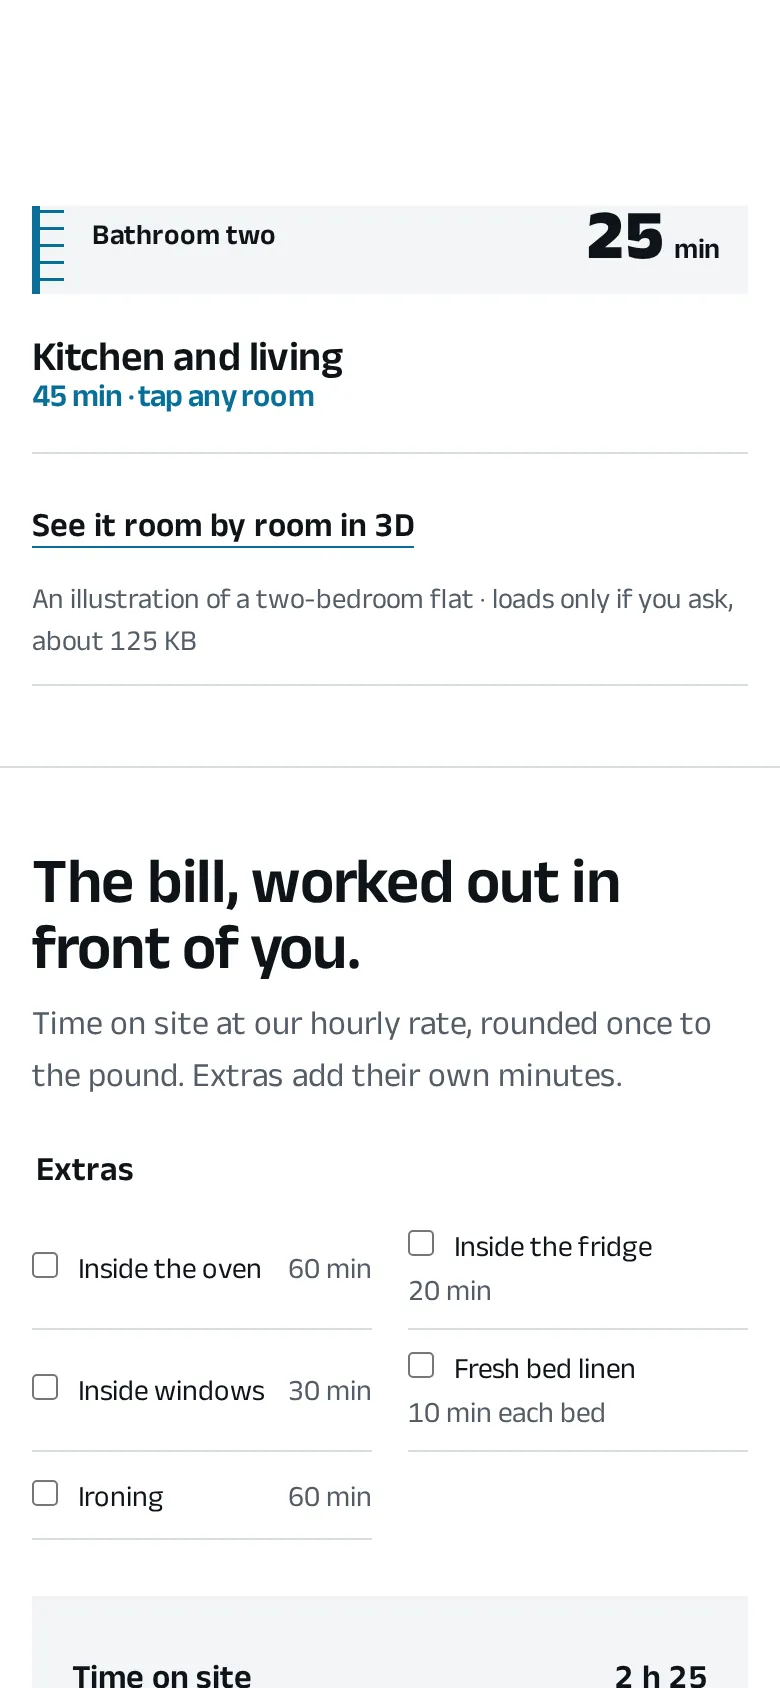 Bathroom two 25 min
Kitchen and living
45 min · tap any room
See it room by room in 3D
An illustration of a two-bedroom flat · loads only if you ask,
about 125 KB
The bill, worked out in
front of you.
Time on site at our hourly rate, rounded once to
the pound. Extras add their own minutes.
Extras
Inside the oven 60 min
Inside the fridge
20 min
Inside windows 30 min
Fresh bed linen
10 min each bed
Ironing 60 min
Time on site 2 h 25